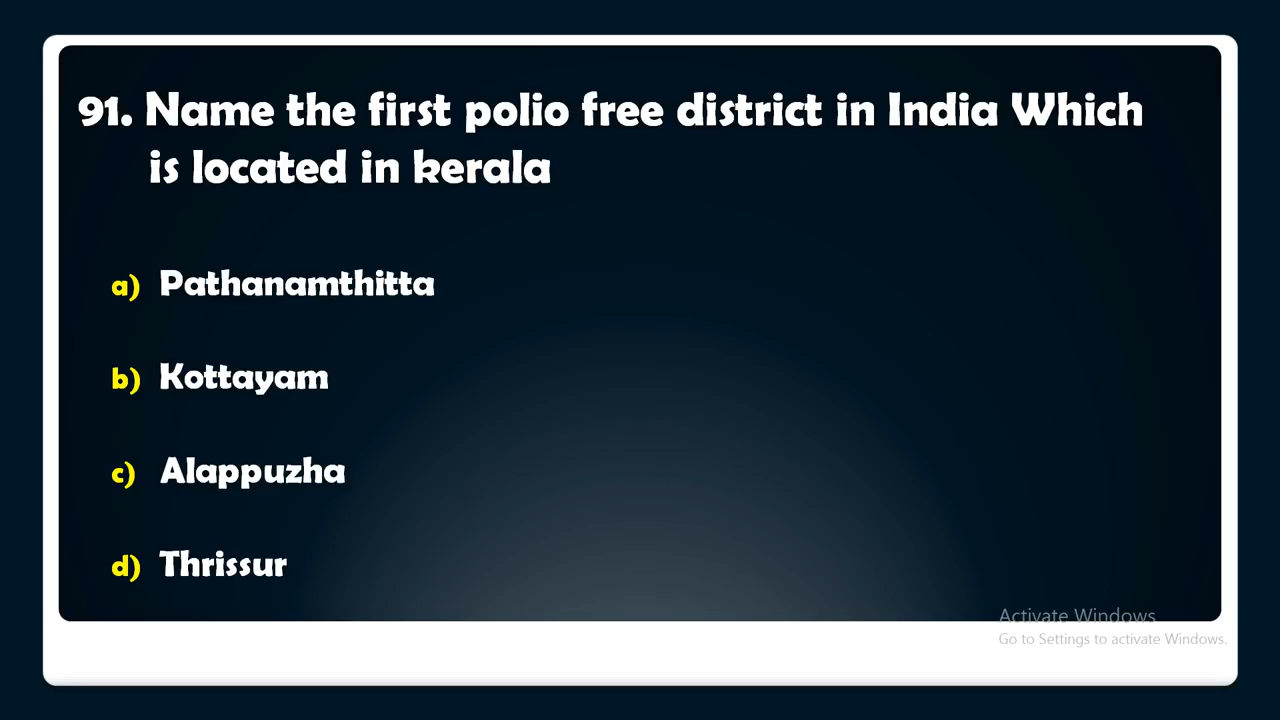 91. Name the first polio free district in India Which
is located in kerala
a) Pathanamthitta
b) Kottayam
c) Alappuzha
d) Thrissur
Activate Windows
Go to Settings to activate Windows.